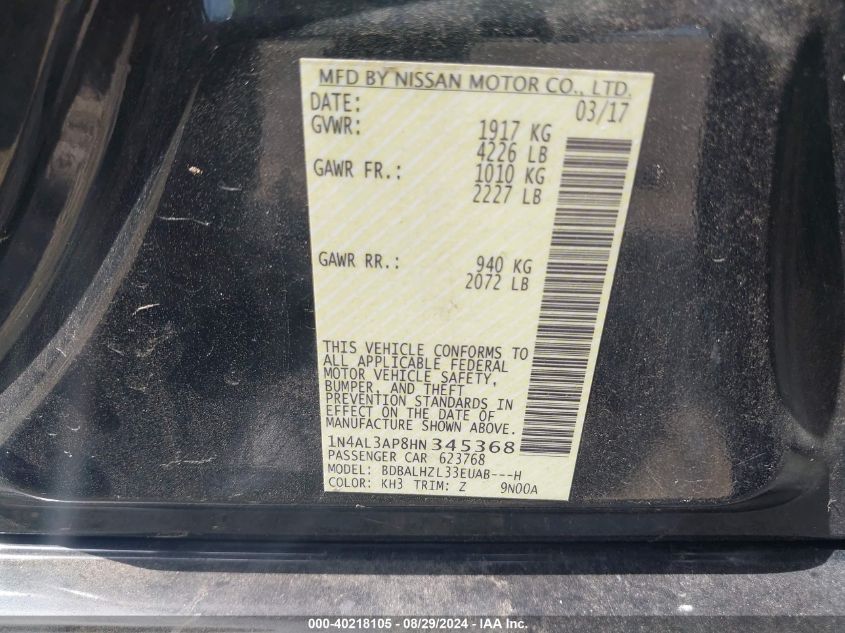 MFD BY NISSAN MOTOR CO., LTD.
DATE: 03/17
GVWR: 1917 KG
4226 LB
GAWR FR.: 1010 KG
2227 LB
GAWR RR.: 940 KG
2072 LB
THIS VEHICLE CONFORMS TO
ALL APPLICABLE FEDERAL
MOTOR VEHICLE SAFETY,
BUMPER, AND THEFT
PREVENTION STANDARDS IN
EFFECT ON THE DATE OF
MANUFACTURE SHOWN ABOVE.
1N4AL3AP8HN345368
PASSENGER CAR 623768
MODEL: BDBALHZL33EUAB---H
COLOR: KH3 TRIM: Z 9N00A
000-40218105 - 08/29/2024 - IAA Inc.